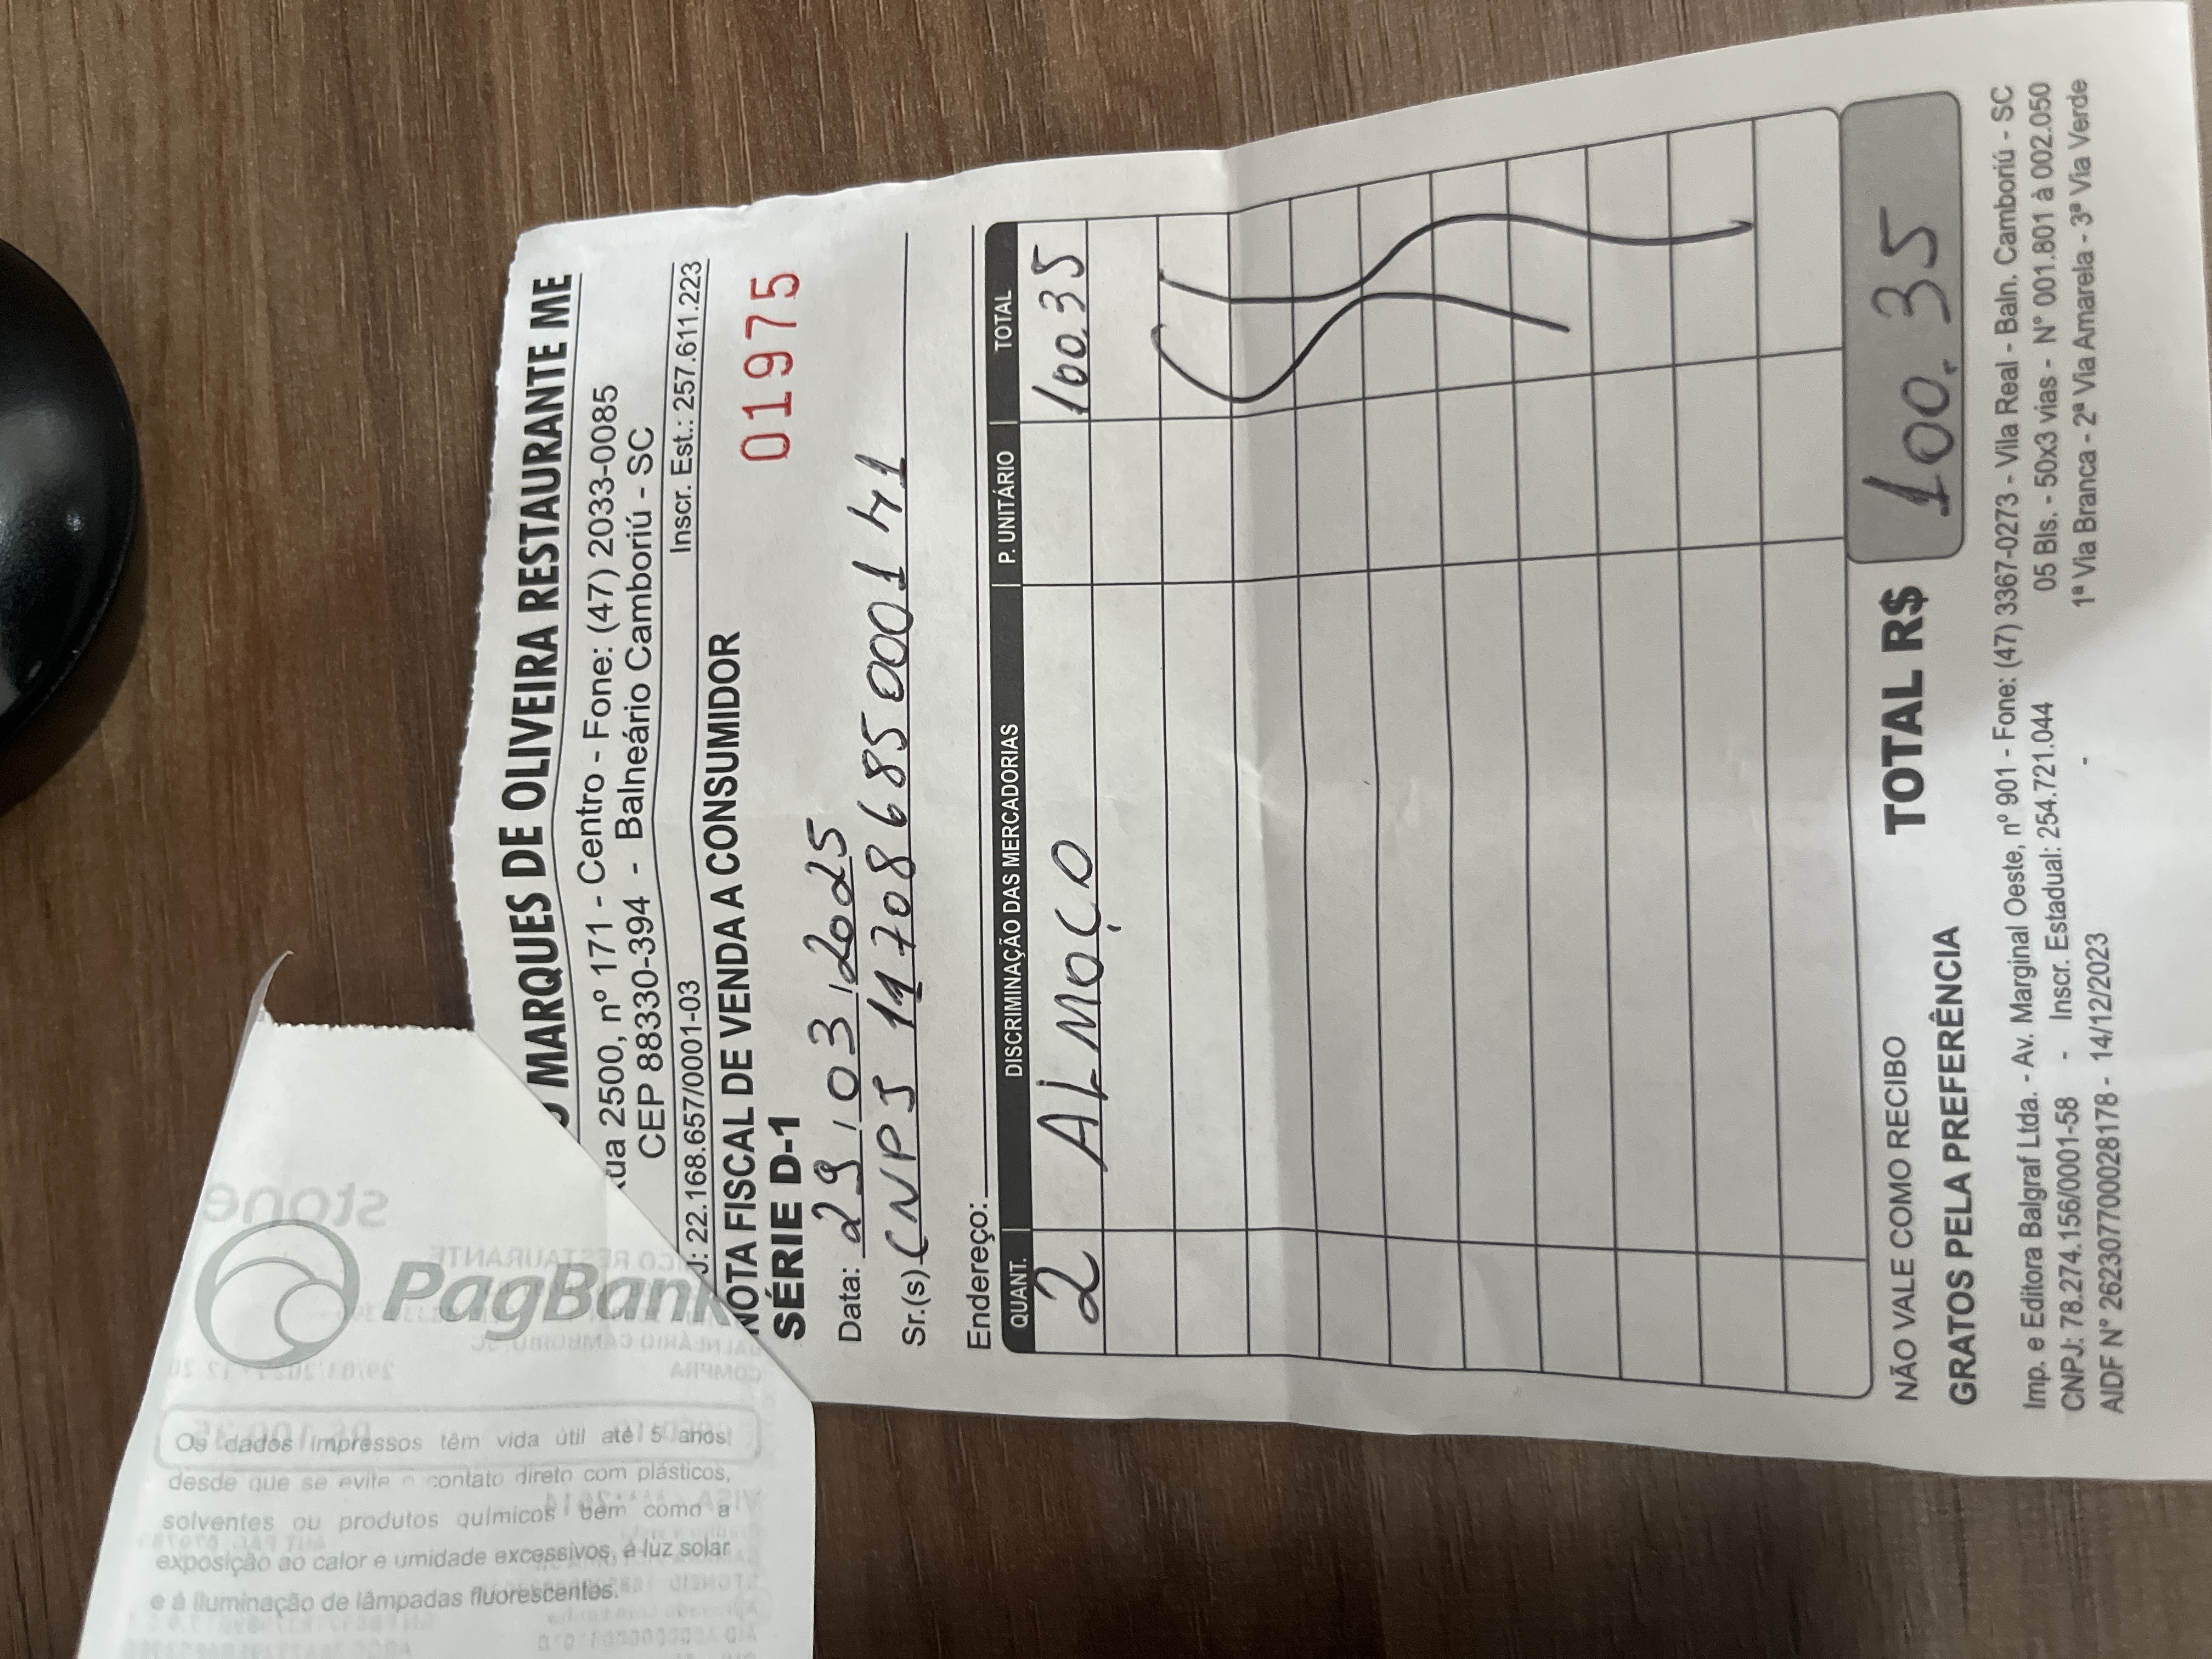 MARQUES DE OLIVEIRA RESTAURANTE ME
ua 2500, nº 171 - Centro - Fone: (47) 2033-0085
CEP 88330-394 - Balneário Camboriú - SC
J: 22.168.657/0001-03 Inscr. Est.: 257.611.223
NOTA FISCAL DE VENDA A CONSUMIDOR
SÉRIE D-1 01975
Data: 29 / 03 / 2025
Sr.(s) CNPJ 11708685000141
Endereço:
QUANT. DISCRIMINAÇÃO DAS MERCADORIAS P. UNITÁRIO TOTAL
2 ALMOÇO 100.35
NÃO VALE COMO RECIBO
GRATOS PELA PREFERÊNCIA
TOTAL R$ 100.35
Imp. e Editora Balgraf Ltda. - Av. Marginal Oeste, nº 901 - Fone: (47) 3367-0273 - Vila Real - Baln. Camboriú - SC
CNPJ: 78.274.156/0001-58 - Inscr. Estadual: 254.721.044 - 05 Bls. - 50x3 vias - N° 001.801 à 002.050
AIDF N° 2623077000028178 - 14/12/2023 - 1ª Via Branca - 2ª Via Amarela - 3ª Via Verde
stone
PagBank
Os dados impressos têm vida útil até 5 anos,
desde que se evite o contato direto com plásticos,
solventes ou produtos químicos bem como a
exposição ao calor e umidade excessivos, à luz solar
e à iluminação de lâmpadas fluorescentes.